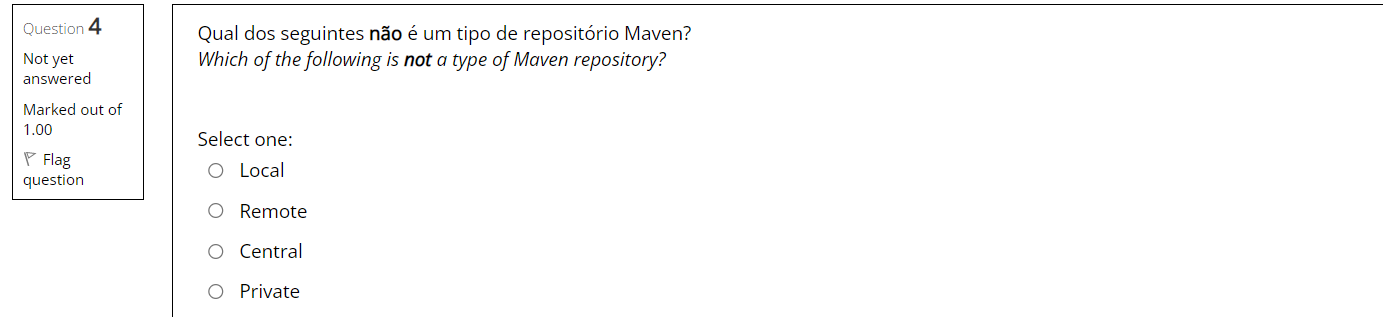 Question 4
Not yet
answered
Marked out of
1.00
Flag
question
Qual dos seguintes não é um tipo de repositório Maven?
Which of the following is not a type of Maven repository?
Select one:
Local
Remote
Central
Private